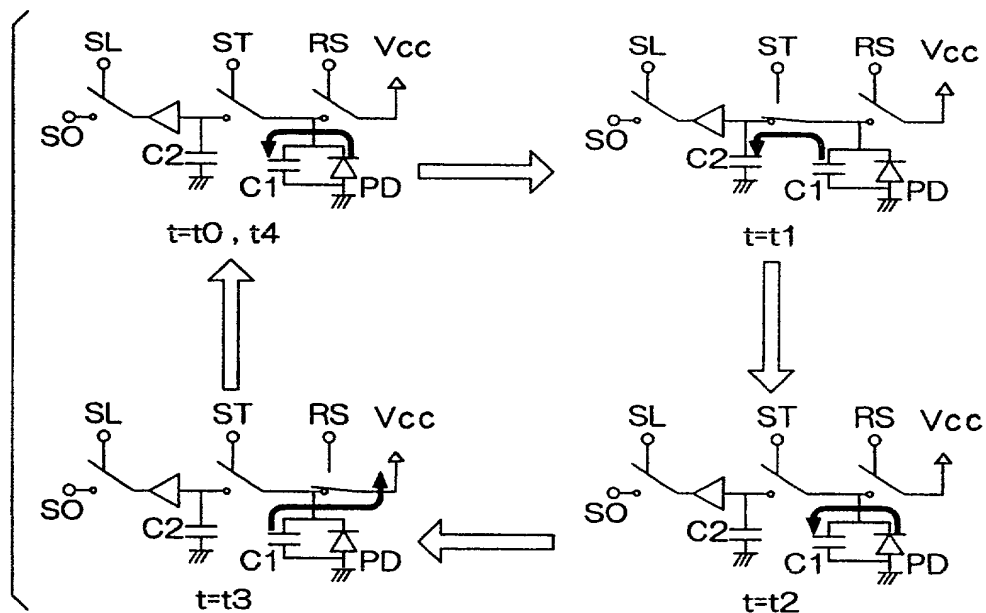 SL ST RS Vcc
SO C2 C1 PD
t=t0 , t4
SL ST RS Vcc
SO C2 C1 PD
t=t1
SL ST RS Vcc
SO C2 C1 PD
t=t3
SL ST RS Vcc
SO C2 C1 PD
t=t2